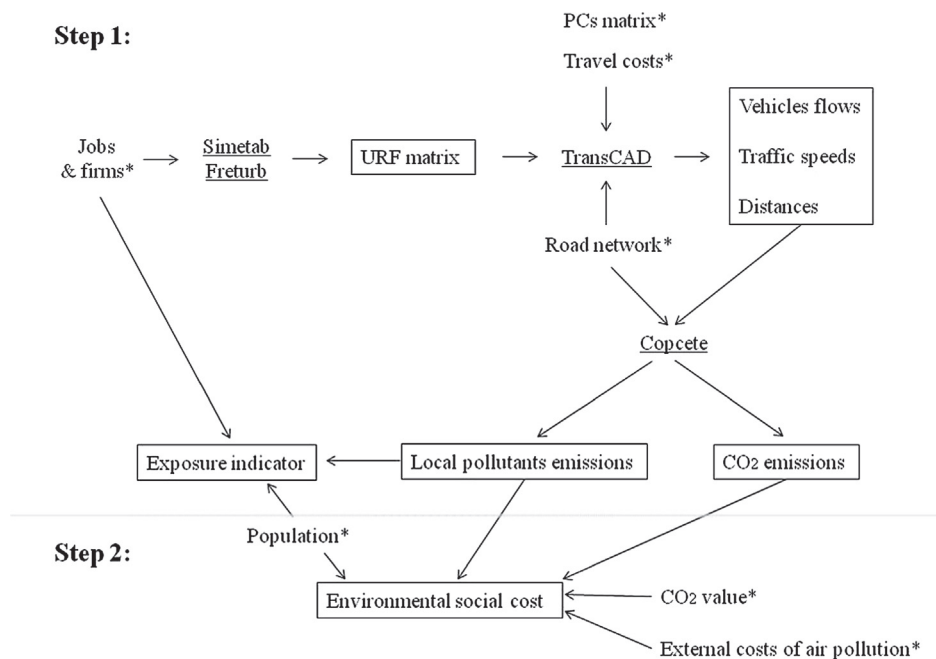 Step 1:
PCs matrix*
Travel costs*
Jobs
& firms*
Simetab
Freturb
URF matrix
TransCAD
Vehicles flows
Traffic speeds
Distances
Road network*
Copcete
Exposure indicator
Local pollutants emissions
CO2 emissions
Step 2:
Population*
Environmental social cost
CO2 value*
External costs of air pollution*